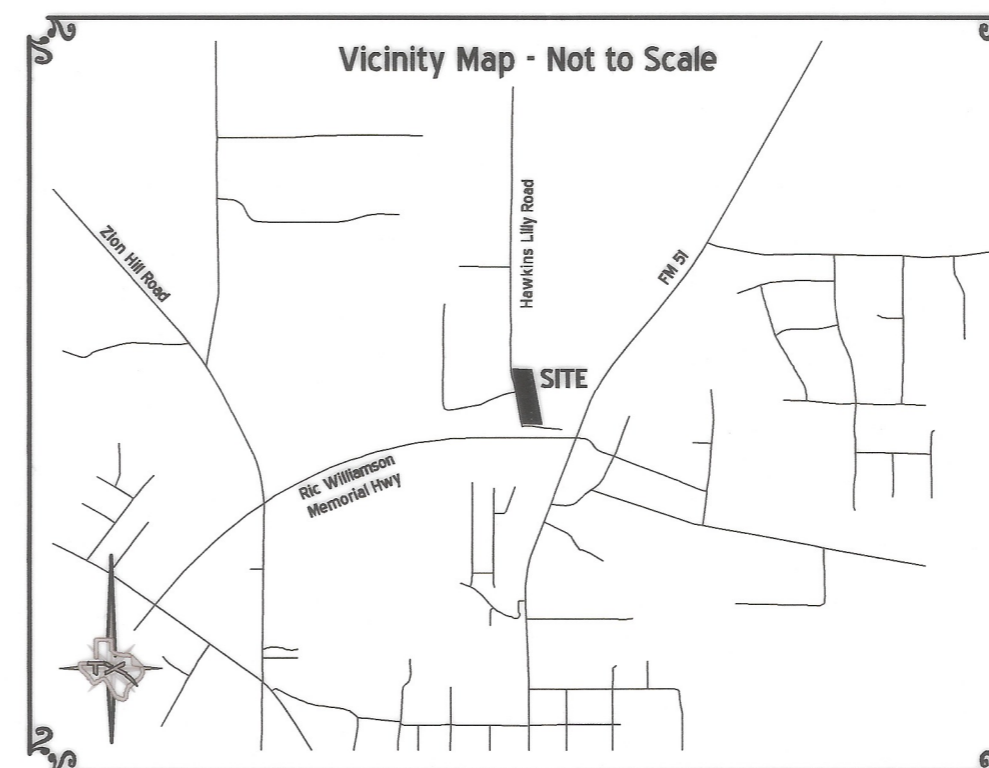 Vicinity Map - Not to Scale
Hawkins Lilly Road
Zion Hill Road
FM 51
SITE
Ric Williamson
Memorial Hwy
TX